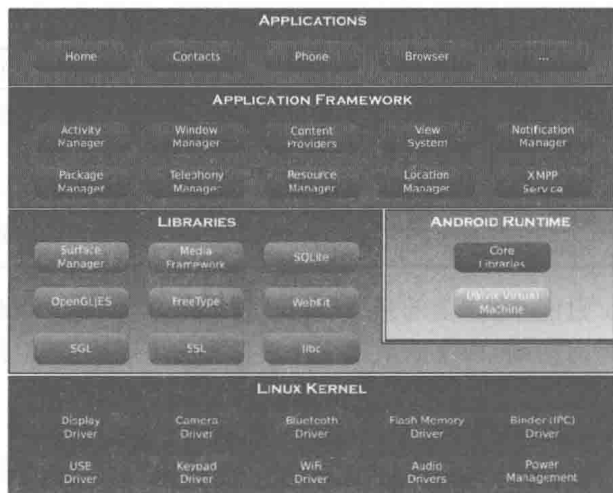 APPLICATIONS
Home
Contacts
Phone
Browser
...
APPLICATION FRAMEWORK
Activity
Manager
Window
Manager
Content
Providers
View
System
Notification
Manager
Package
Manager
Telephony
Manager
Resource
Manager
Location
Manager
XMPP
Service
LIBRARIES
Surface
Manager
Media
Framework
SQLite
OpenGL|ES
FreeType
WebKit
SGL
SSL
libc
ANDROID RUNTIME
Core
Libraries
Dalvik Virtual
Machine
LINUX KERNEL
Display
Driver
Camera
Driver
Bluetooth
Driver
Flash Memory
Driver
Binder (IPC)
Driver
USB
Driver
Keypad
Driver
WiFi
Driver
Audio
Drivers
Power
Management